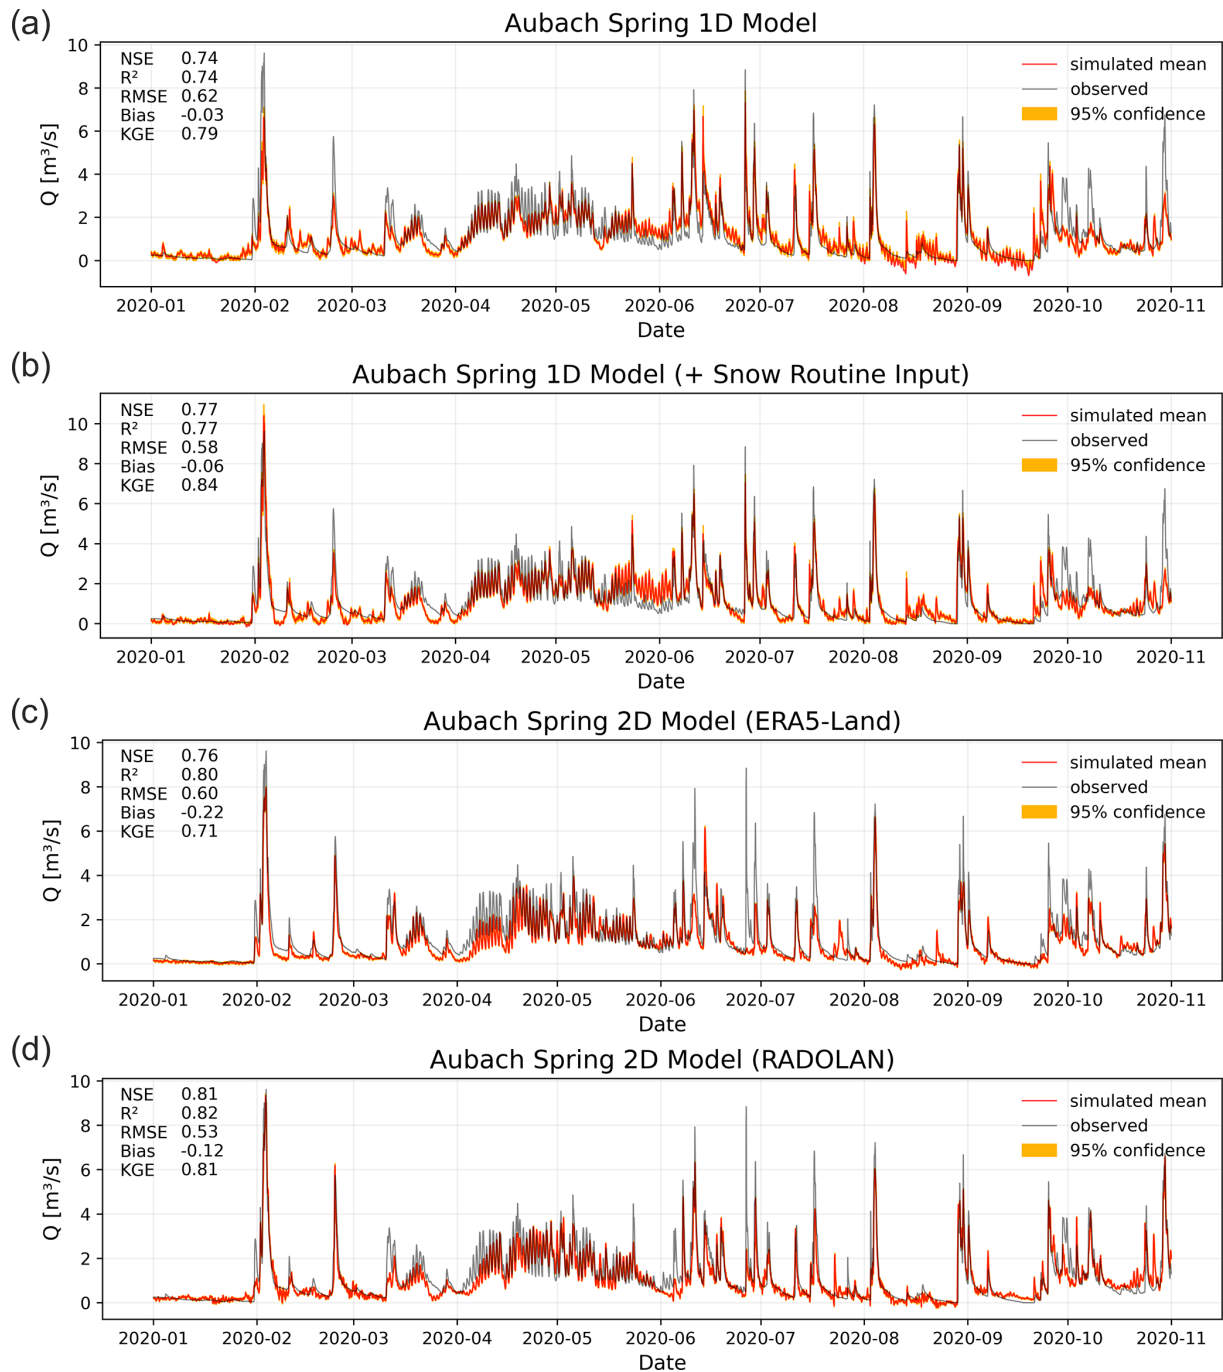 (a)
Aubach Spring 1D Model
NSE 0.74
R² 0.74
RMSE 0.62
Bias -0.03
KGE 0.79
simulated mean
observed
95% confidence
Q [m³/s]
10
8
6
4
2
0
2020-01 2020-02 2020-03 2020-04 2020-05 2020-06 2020-07 2020-08 2020-09 2020-10 2020-11
Date
(b)
Aubach Spring 1D Model (+ Snow Routine Input)
NSE 0.77
R² 0.77
RMSE 0.58
Bias -0.06
KGE 0.84
simulated mean
observed
95% confidence
Q [m³/s]
10
8
6
4
2
0
2020-01 2020-02 2020-03 2020-04 2020-05 2020-06 2020-07 2020-08 2020-09 2020-10 2020-11
Date
(c)
Aubach Spring 2D Model (ERA5-Land)
NSE 0.76
R² 0.80
RMSE 0.60
Bias -0.22
KGE 0.71
simulated mean
observed
95% confidence
Q [m³/s]
10
8
6
4
2
0
2020-01 2020-02 2020-03 2020-04 2020-05 2020-06 2020-07 2020-08 2020-09 2020-10 2020-11
Date
(d)
Aubach Spring 2D Model (RADOLAN)
NSE 0.81
R² 0.82
RMSE 0.53
Bias -0.12
KGE 0.81
simulated mean
observed
95% confidence
Q [m³/s]
10
8
6
4
2
0
2020-01 2020-02 2020-03 2020-04 2020-05 2020-06 2020-07 2020-08 2020-09 2020-10 2020-11
Date